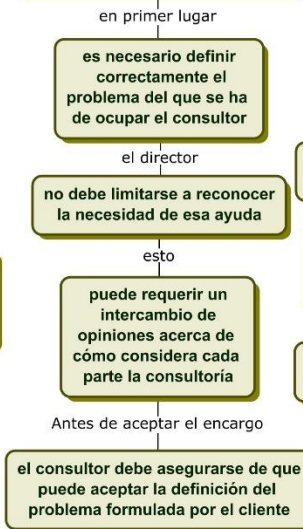 en primer lugar
es necesario definir
correctamente el
problema del que se ha
de ocupar el consultor
el director
no debe limitarse a reconocer
la necesidad de esa ayuda
esto
puede requerir un
intercambio de
opiniones acerca de
cómo considera cada
parte la consultoría
Antes de aceptar el encargo
el consultor debe asegurarse de que
puede aceptar la definición del
problema formulada por el cliente